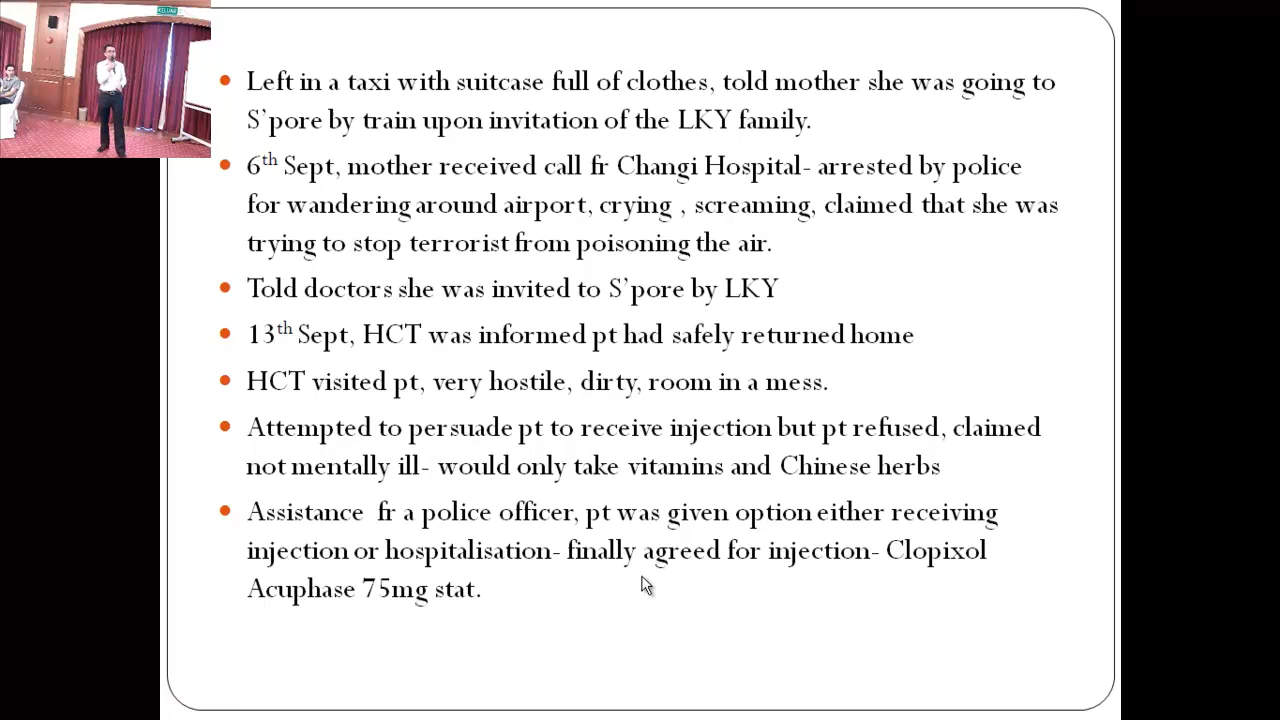 KELUAR
• Left in a taxi with suitcase full of clothes, told mother she was going to
S'pore by train upon invitation of the LKY family.
• 6th Sept, mother received call fr Changi Hospital- arrested by police
for wandering around airport, crying , screaming, claimed that she was
trying to stop terrorist from poisoning the air.
• Told doctors she was invited to S'pore by LKY
• 13th Sept, HCT was informed pt had safely returned home
• HCT visited pt, very hostile, dirty, room in a mess.
• Attempted to persuade pt to receive injection but pt refused, claimed
not mentally ill- would only take vitamins and Chinese herbs
• Assistance fr a police officer, pt was given option either receiving
injection or hospitalisation- finally agreed for injection- Clopixol
Acuphase 75mg stat.